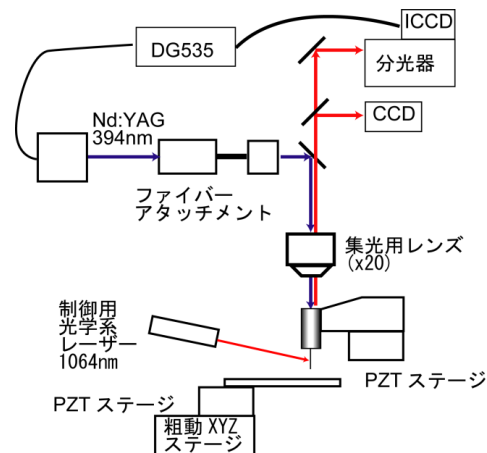 ICCD
DG535
分光器
Nd:YAG
394nm
CCD
ファイバー
アタッチメント
集光用レンズ
(x20)
制御用
光学系
レーザー
1064nm
PZT ステージ
PZT ステージ
粗動 XYZ
ステージ